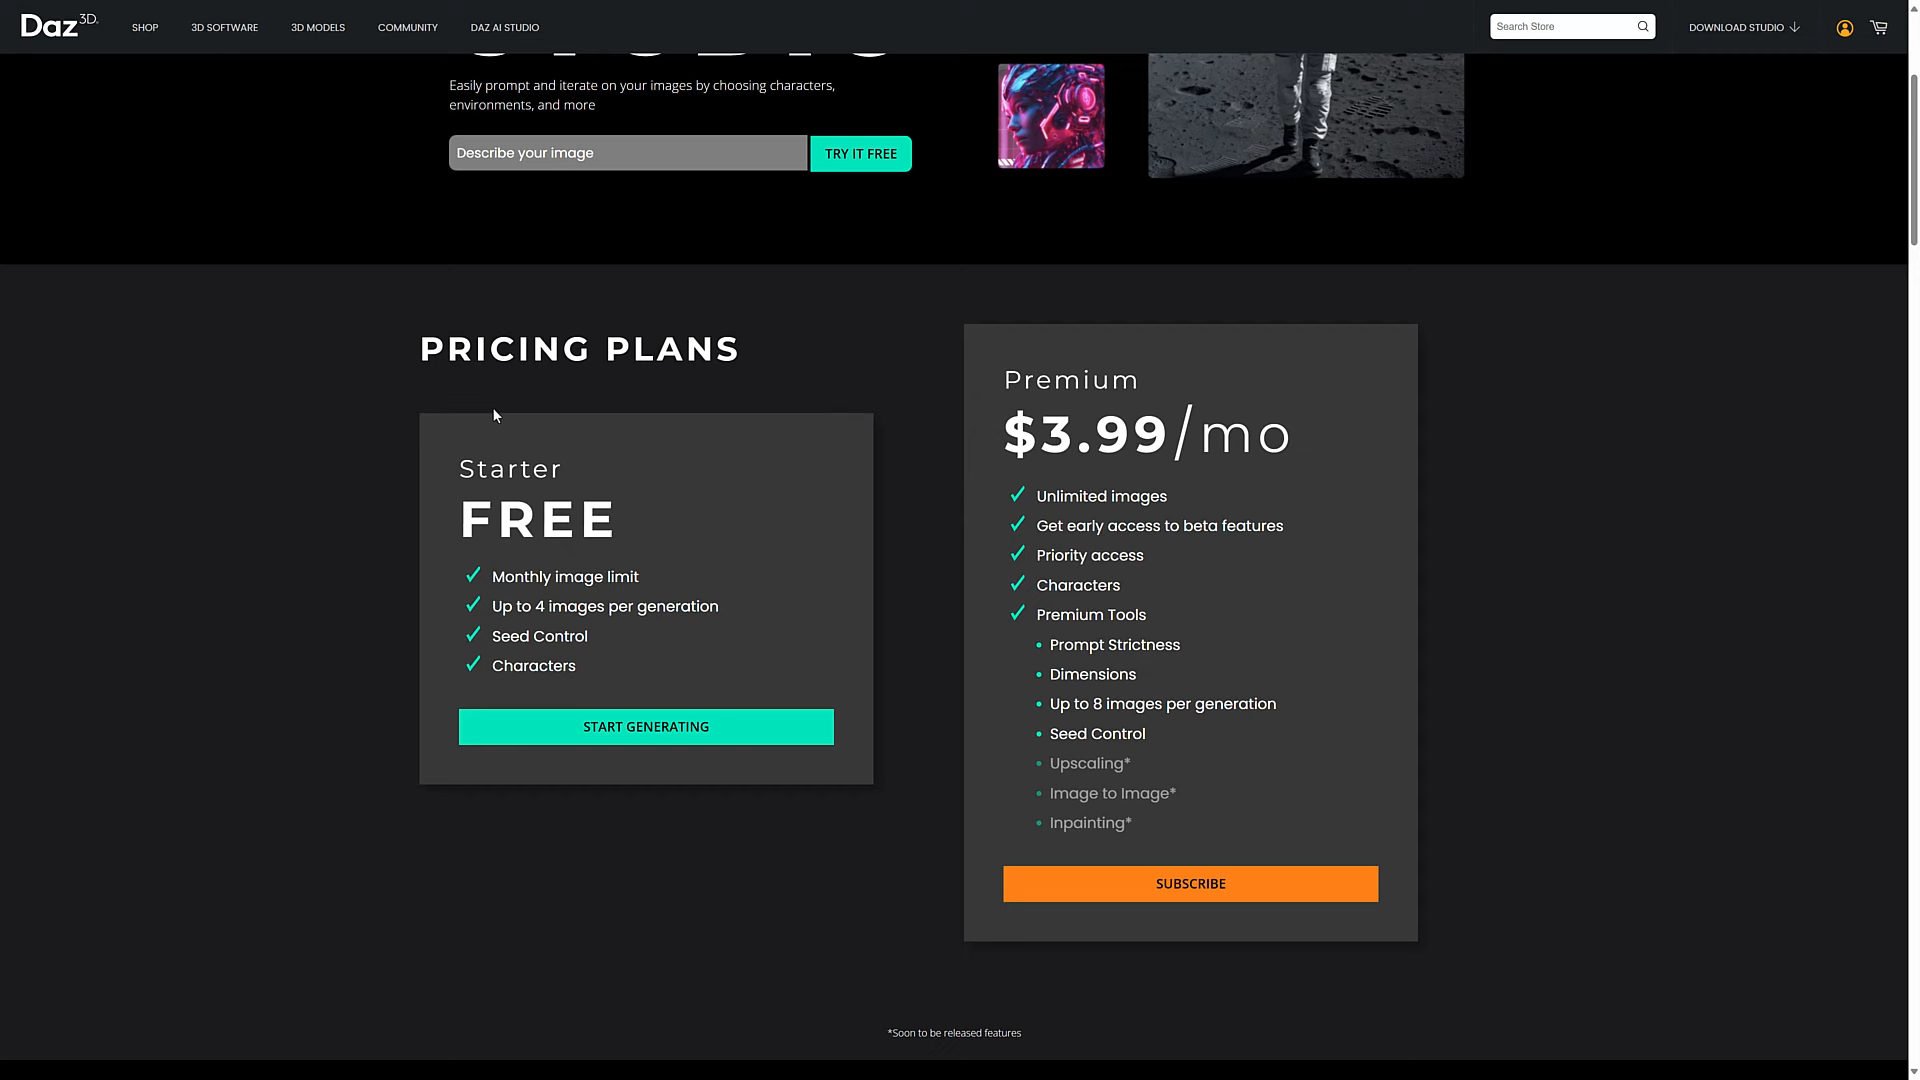 Daz 3D
SHOP
3D SOFTWARE
3D MODELS
COMMUNITY
DAZ AI STUDIO
Search Store
DOWNLOAD STUDIO
Easily prompt and iterate on your images by choosing characters,
environments, and more
Describe your image
TRY IT FREE
PRICING PLANS
Starter
FREE
Monthly image limit
Up to 4 images per generation
Seed Control
Characters
START GENERATING
Premium
$3.99/mo
Unlimited images
Get early access to beta features
Priority access
Characters
Premium Tools
Prompt Strictness
Dimensions
Up to 8 images per generation
Seed Control
Upscaling*
Image to Image*
Inpainting*
SUBSCRIBE
*Soon to be released features